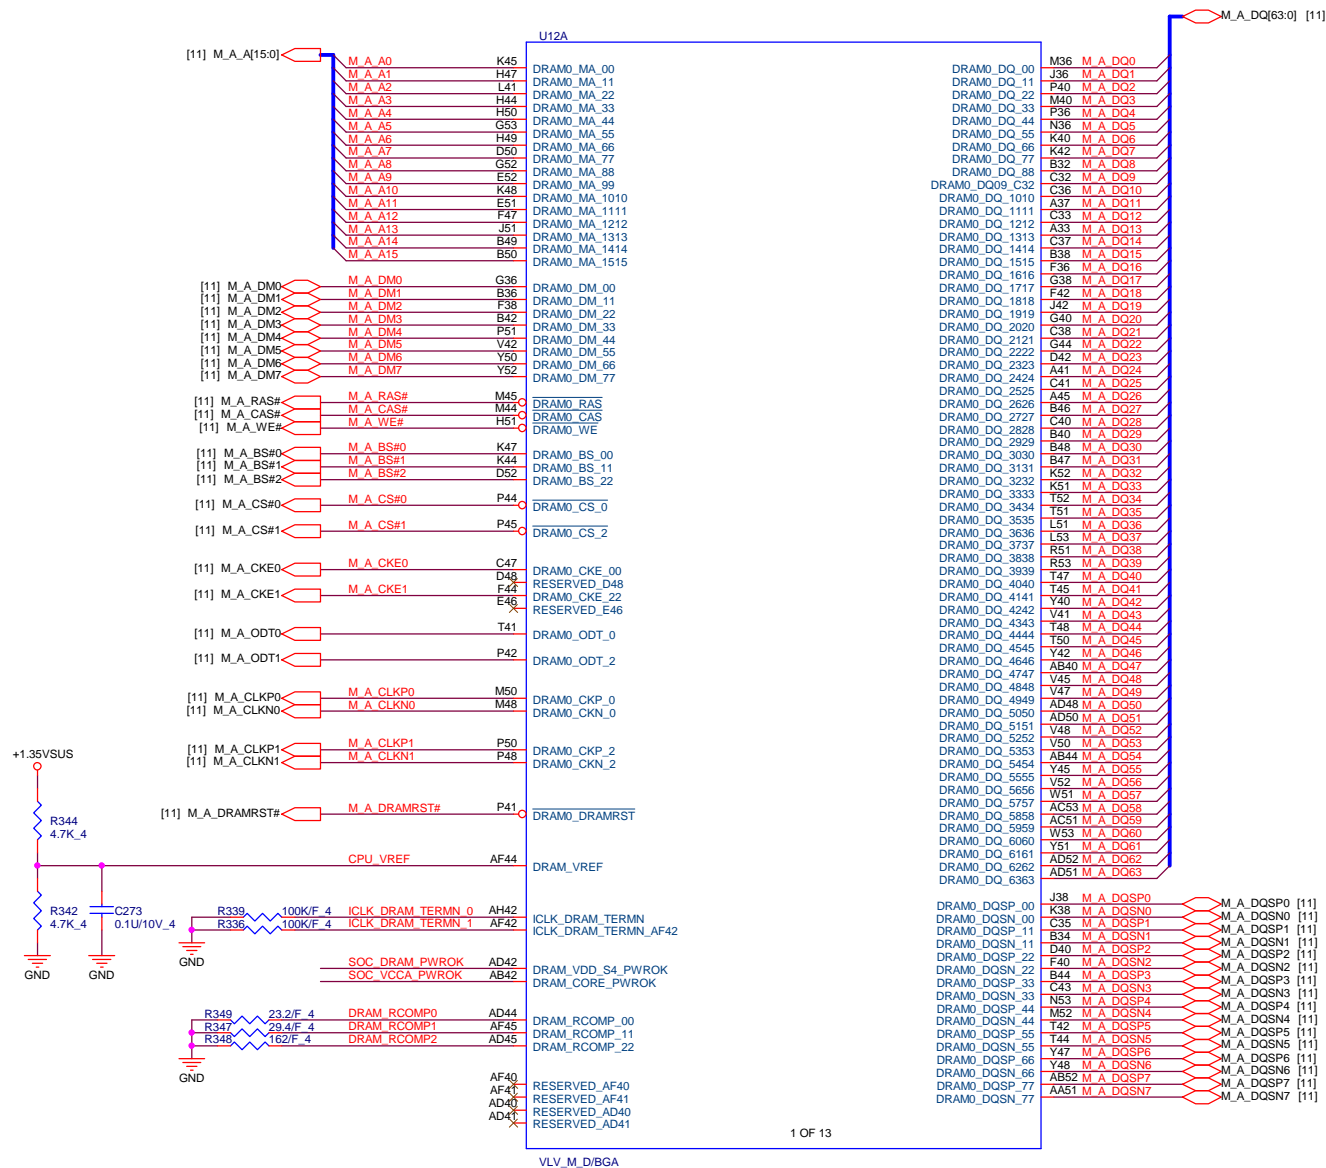 M_A_DQ[63:0] [11]
U12A
[11] M_A_A[15:0]
M_A_A0 K45 DRAM0_MA_00
M_A_A1 H47 DRAM0_MA_11
M_A_A2 L41 DRAM0_MA_22
M_A_A3 H44 DRAM0_MA_33
M_A_A4 H50 DRAM0_MA_44
M_A_A5 G53 DRAM0_MA_55
M_A_A6 H49 DRAM0_MA_66
M_A_A7 D50 DRAM0_MA_77
M_A_A8 G52 DRAM0_MA_88
M_A_A9 E52 DRAM0_MA_99
M_A_A10 K48 DRAM0_MA_1010
M_A_A11 E51 DRAM0_MA_1111
M_A_A12 F47 DRAM0_MA_1212
M_A_A13 J51 DRAM0_MA_1313
M_A_A14 B49 DRAM0_MA_1414
M_A_A15 B50 DRAM0_MA_1515
[11] M_A_DM0 M_A_DM0 G36 DRAM0_DM_00
[11] M_A_DM1 M_A_DM1 B36 DRAM0_DM_11
[11] M_A_DM2 M_A_DM2 F38 DRAM0_DM_22
[11] M_A_DM3 M_A_DM3 B42 DRAM0_DM_33
[11] M_A_DM4 M_A_DM4 P51 DRAM0_DM_44
[11] M_A_DM5 M_A_DM5 V42 DRAM0_DM_55
[11] M_A_DM6 M_A_DM6 Y50 DRAM0_DM_66
[11] M_A_DM7 M_A_DM7 Y52 DRAM0_DM_77
[11] M_A_RAS# M_A_RAS# M45 DRAM0_RAS
[11] M_A_CAS# M_A_CAS# M44 DRAM0_CAS
[11] M_A_WE# M_A_WE# H51 DRAM0_WE
[11] M_A_BS#0 M_A_BS#0 K47 DRAM0_BS_00
[11] M_A_BS#1 M_A_BS#1 K44 DRAM0_BS_11
[11] M_A_BS#2 M_A_BS#2 D52 DRAM0_BS_22
[11] M_A_CS#0 M_A_CS#0 P44 DRAM0_CS_0
[11] M_A_CS#1 M_A_CS#1 P45 DRAM0_CS_2
[11] M_A_CKE0 M_A_CKE0 C47 DRAM0_CKE_00
D48 RESERVED_D48
[11] M_A_CKE1 M_A_CKE1 F44 DRAM0_CKE_22
E46 RESERVED_E46
[11] M_A_ODT0 T41 DRAM0_ODT_0
[11] M_A_ODT1 P42 DRAM0_ODT_2
[11] M_A_CLKP0 M_A_CLKP0 M50 DRAM0_CKP_0
[11] M_A_CLKN0 M_A_CLKN0 M48 DRAM0_CKN_0
[11] M_A_CLKP1 M_A_CLKP1 P50 DRAM0_CKP_2
[11] M_A_CLKN1 M_A_CLKN1 P48 DRAM0_CKN_2
[11] M_A_DRAMRST# M_A_DRAMRST# P41 DRAM0_DRAMRST
+1.35VSUS
R344
4.7K_4
CPU_VREF AF44 DRAM_VREF
R342
4.7K_4
C273
0.1U/10V_4
GND
GND
R339 100K/F_4 ICLK_DRAM_TERMN_0 AH42 ICLK_DRAM_TERMN
R336 100K/F_4 ICLK_DRAM_TERMN_1 AF42 ICLK_DRAM_TERMN_AF42
GND
SOC_DRAM_PWROK AD42 DRAM_VDD_S4_PWROK
SOC_VCCA_PWROK AB42 DRAM_CORE_PWROK
R349 23.2/F_4 DRAM_RCOMP0 AD44 DRAM_RCOMP_00
R347 29.4/F_4 DRAM_RCOMP1 AF45 DRAM_RCOMP_11
R348 162/F_4 DRAM_RCOMP2 AD45 DRAM_RCOMP_22
GND
AF40 RESERVED_AF40
AF41 RESERVED_AF41
AD40 RESERVED_AD40
AD41 RESERVED_AD41
DRAM0_DQ_00 M36 M_A_DQ0
DRAM0_DQ_11 J36 M_A_DQ1
DRAM0_DQ_22 P40 M_A_DQ2
DRAM0_DQ_33 M40 M_A_DQ3
DRAM0_DQ_44 P36 M_A_DQ4
DRAM0_DQ_55 N36 M_A_DQ5
DRAM0_DQ_66 K40 M_A_DQ6
DRAM0_DQ_77 K42 M_A_DQ7
DRAM0_DQ_88 B32 M_A_DQ8
DRAM0_DQ09_C32 C32 M_A_DQ9
DRAM0_DQ_1010 C36 M_A_DQ10
DRAM0_DQ_1111 A37 M_A_DQ11
DRAM0_DQ_1212 C33 M_A_DQ12
DRAM0_DQ_1313 A33 M_A_DQ13
DRAM0_DQ_1414 C37 M_A_DQ14
DRAM0_DQ_1515 B38 M_A_DQ15
DRAM0_DQ_1616 F36 M_A_DQ16
DRAM0_DQ_1717 G38 M_A_DQ17
DRAM0_DQ_1818 F42 M_A_DQ18
DRAM0_DQ_1919 J42 M_A_DQ19
DRAM0_DQ_2020 G40 M_A_DQ20
DRAM0_DQ_2121 C38 M_A_DQ21
DRAM0_DQ_2222 G44 M_A_DQ22
DRAM0_DQ_2323 D42 M_A_DQ23
DRAM0_DQ_2424 A41 M_A_DQ24
DRAM0_DQ_2525 C41 M_A_DQ25
DRAM0_DQ_2626 A45 M_A_DQ26
DRAM0_DQ_2727 B46 M_A_DQ27
DRAM0_DQ_2828 C40 M_A_DQ28
DRAM0_DQ_2929 B40 M_A_DQ29
DRAM0_DQ_3030 B48 M_A_DQ30
DRAM0_DQ_3131 B47 M_A_DQ31
DRAM0_DQ_3232 K52 M_A_DQ32
DRAM0_DQ_3333 K51 M_A_DQ33
DRAM0_DQ_3434 T52 M_A_DQ34
DRAM0_DQ_3535 T51 M_A_DQ35
DRAM0_DQ_3636 L51 M_A_DQ36
DRAM0_DQ_3737 L53 M_A_DQ37
DRAM0_DQ_3838 R51 M_A_DQ38
DRAM0_DQ_3939 R53 M_A_DQ39
DRAM0_DQ_4040 T47 M_A_DQ40
DRAM0_DQ_4141 T45 M_A_DQ41
DRAM0_DQ_4242 Y40 M_A_DQ42
DRAM0_DQ_4343 V41 M_A_DQ43
DRAM0_DQ_4444 T48 M_A_DQ44
DRAM0_DQ_4545 T50 M_A_DQ45
DRAM0_DQ_4646 Y42 M_A_DQ46
DRAM0_DQ_4747 AB40 M_A_DQ47
DRAM0_DQ_4848 V45 M_A_DQ48
DRAM0_DQ_4949 V47 M_A_DQ49
DRAM0_DQ_5050 AD48 M_A_DQ50
DRAM0_DQ_5151 AD50 M_A_DQ51
DRAM0_DQ_5252 V48 M_A_DQ52
DRAM0_DQ_5353 V50 M_A_DQ53
DRAM0_DQ_5454 AB44 M_A_DQ54
DRAM0_DQ_5555 Y45 M_A_DQ55
DRAM0_DQ_5656 V52 M_A_DQ56
DRAM0_DQ_5757 W51 M_A_DQ57
DRAM0_DQ_5858 AC53 M_A_DQ58
DRAM0_DQ_5959 AC51 M_A_DQ59
DRAM0_DQ_6060 W53 M_A_DQ60
DRAM0_DQ_6161 Y51 M_A_DQ61
DRAM0_DQ_6262 AD52 M_A_DQ62
DRAM0_DQ_6363 AD51 M_A_DQ63
DRAM0_DQSP_00 J38 M_A_DQSP0 M_A_DQSP0 [11]
DRAM0_DQSN_00 K38 M_A_DQSN0 M_A_DQSN0 [11]
DRAM0_DQSP_11 C35 M_A_DQSP1 M_A_DQSP1 [11]
DRAM0_DQSN_11 B34 M_A_DQSN1 M_A_DQSN1 [11]
DRAM0_DQSP_22 D40 M_A_DQSP2 M_A_DQSP2 [11]
DRAM0_DQSN_22 F40 M_A_DQSN2 M_A_DQSN2 [11]
DRAM0_DQSP_33 B44 M_A_DQSP3 M_A_DQSP3 [11]
DRAM0_DQSN_33 C43 M_A_DQSN3 M_A_DQSN3 [11]
DRAM0_DQSP_44 N53 M_A_DQSP4 M_A_DQSP4 [11]
DRAM0_DQSN_44 M52 M_A_DQSN4 M_A_DQSN4 [11]
DRAM0_DQSP_55 T42 M_A_DQSP5 M_A_DQSP5 [11]
DRAM0_DQSN_55 T44 M_A_DQSN5 M_A_DQSN5 [11]
DRAM0_DQSP_66 Y47 M_A_DQSP6 M_A_DQSP6 [11]
DRAM0_DQSN_66 Y48 M_A_DQSN6 M_A_DQSN6 [11]
DRAM0_DQSP_77 AB52 M_A_DQSP7 M_A_DQSP7 [11]
DRAM0_DQSN_77 AA51 M_A_DQSN7 M_A_DQSN7 [11]
1 OF 13
VLV_M_D/BGA